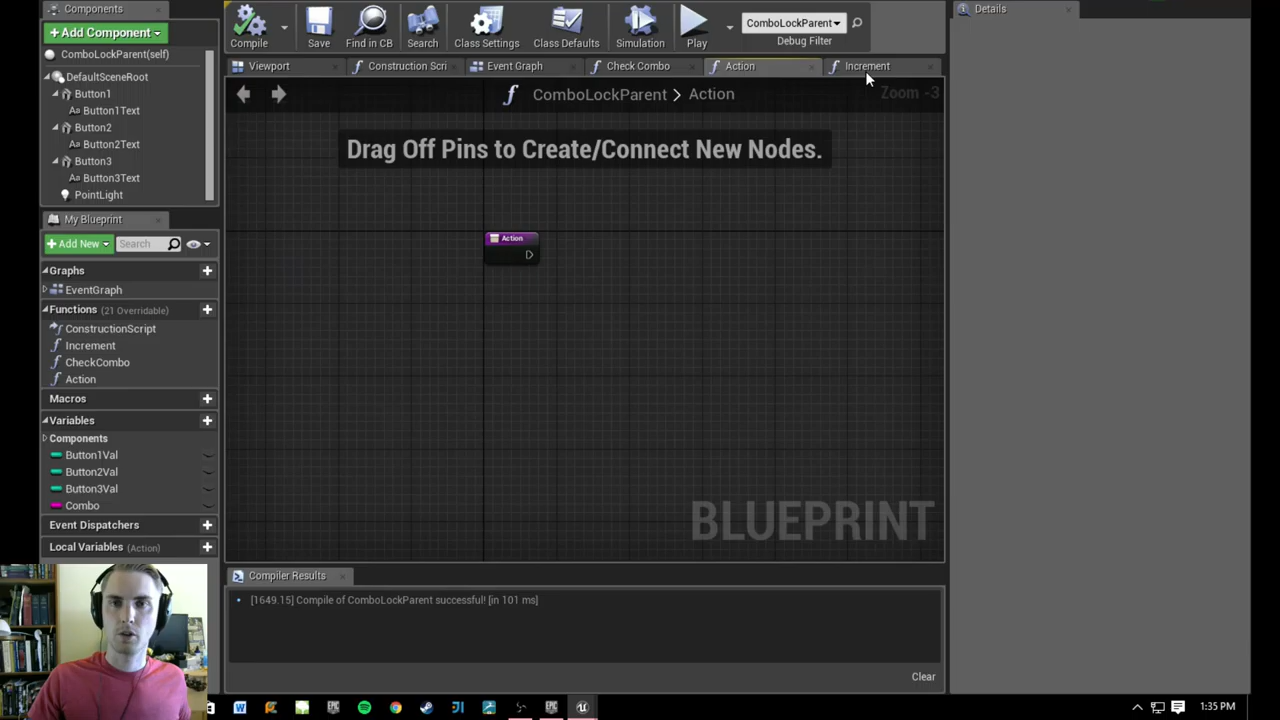 Components
Details
+ Add Component
ComboLockParent(self)
DefaultSceneRoot
Button1
Button1Text
Button2
Button2Text
Button3
Button3Text
PointLight
Compile
Save
Find in CB
Search
Class Settings
Class Defaults
Simulation
Play
ComboLockParent
Debug Filter
Viewport
Construction Scri
Event Graph
Check Combo
Action
Increment
ComboLockParent > Action
Zoom -3
Drag Off Pins to Create/Connect New Nodes.
Action
BLUEPRINT
My Blueprint
+ Add New
Search
Graphs
EventGraph
Functions (21 Overridable)
ConstructionScript
Increment
CheckCombo
Action
Macros
Variables
Components
Button1Val
Button2Val
Button3Val
Combo
Event Dispatchers
Local Variables (Action)
Compiler Results
[1649.15] Compile of ComboLockParent successful! [in 101 ms]
Clear
1:35 PM